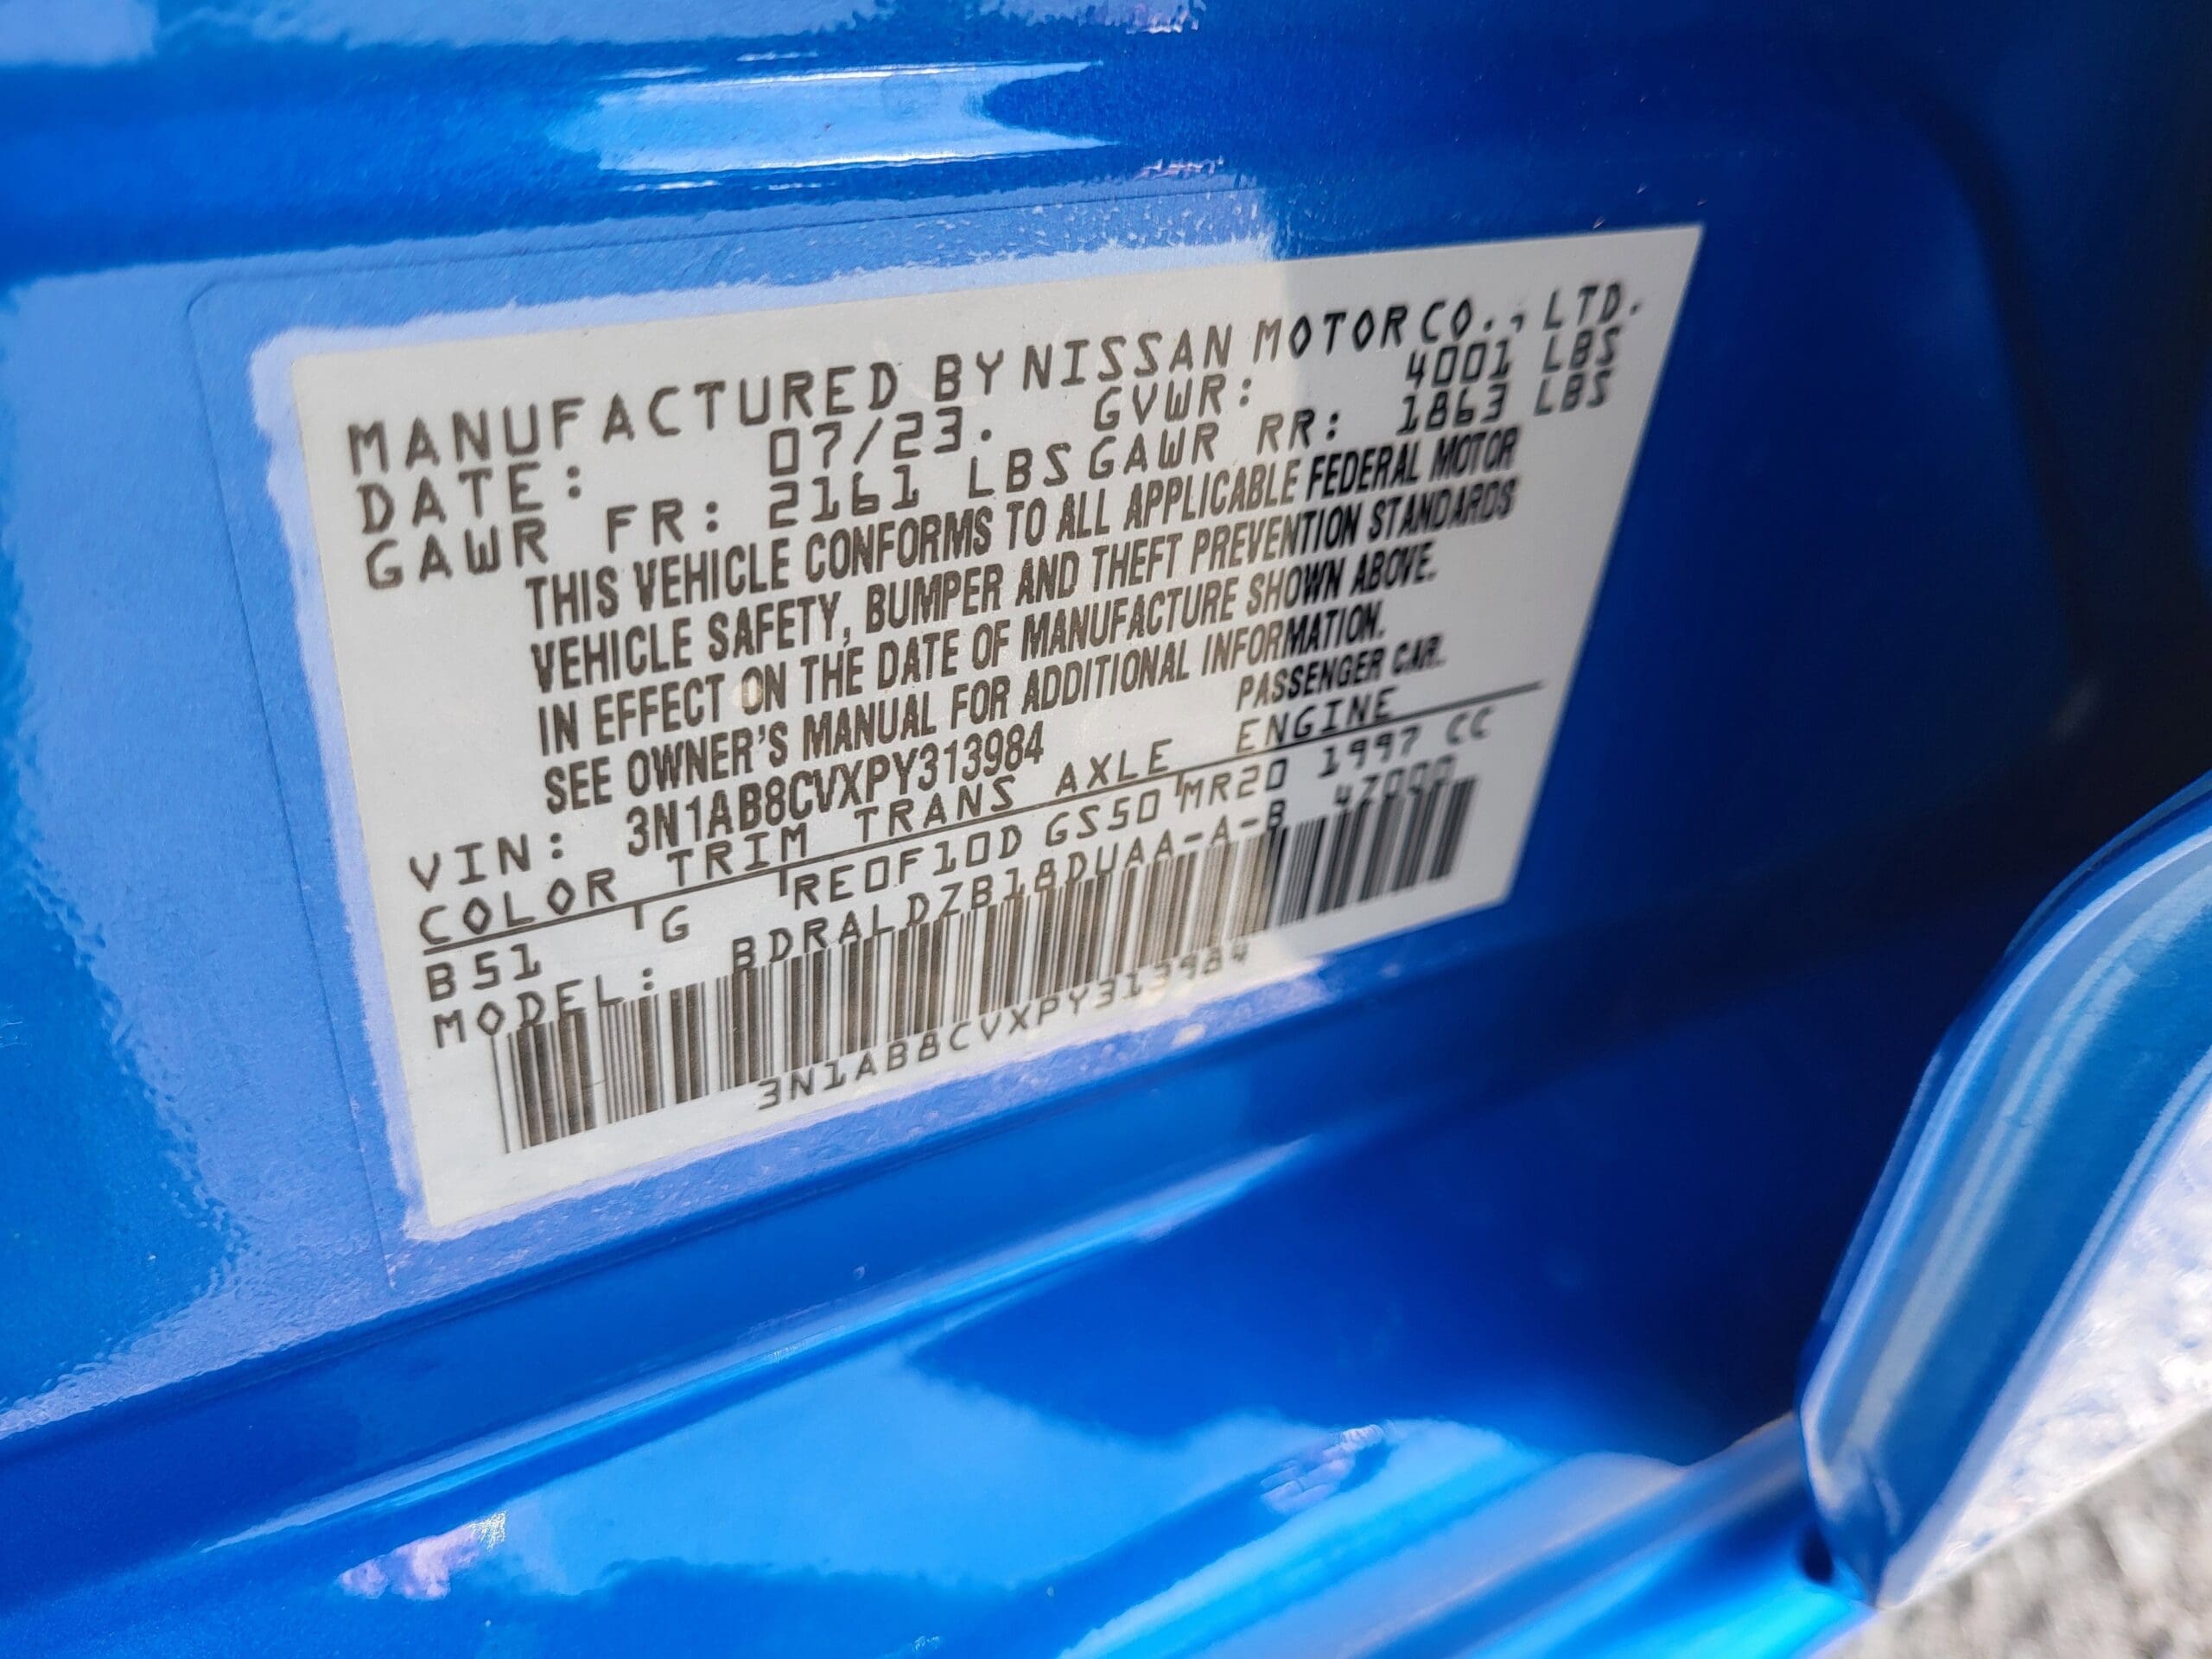 MANUFACTURED BY NISSAN MOTOR CO., LTD.
DATE: 07/23. GVWR: 4001 LBS
GAWR FR: 2161 LBS GAWR RR: 1863 LBS
THIS VEHICLE CONFORMS TO ALL APPLICABLE FEDERAL MOTOR
VEHICLE SAFETY, BUMPER AND THEFT PREVENTION STANDARDS
IN EFFECT ON THE DATE OF MANUFACTURE SHOWN ABOVE.
SEE OWNER'S MANUAL FOR ADDITIONAL INFORMATION.
VIN: 3N1AB8CVXPY313984 PASSENGER CAR.
COLOR TRIM TRANS AXLE ENGINE
B51 G RE0F10D GS50 MR20 1997 CC
MODEL: BDRALDZB18DUAA-A-B
3N1AB8CVXPY313984